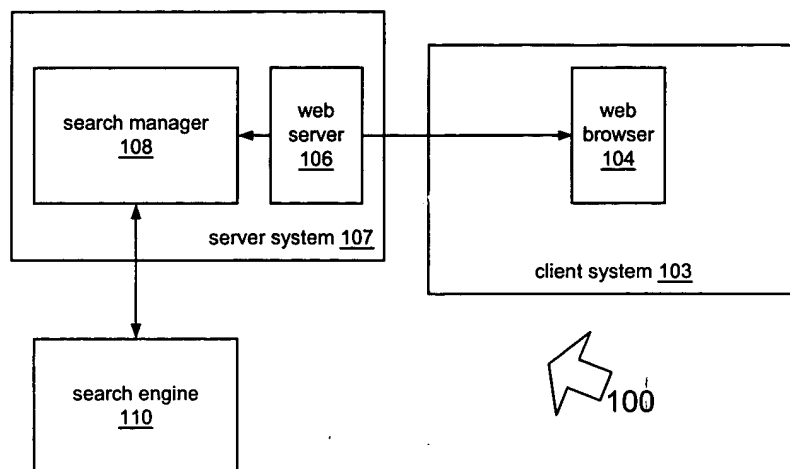 search manager
108
web
server
106
server system 107
web
browser
104
client system 103
search engine
110
100